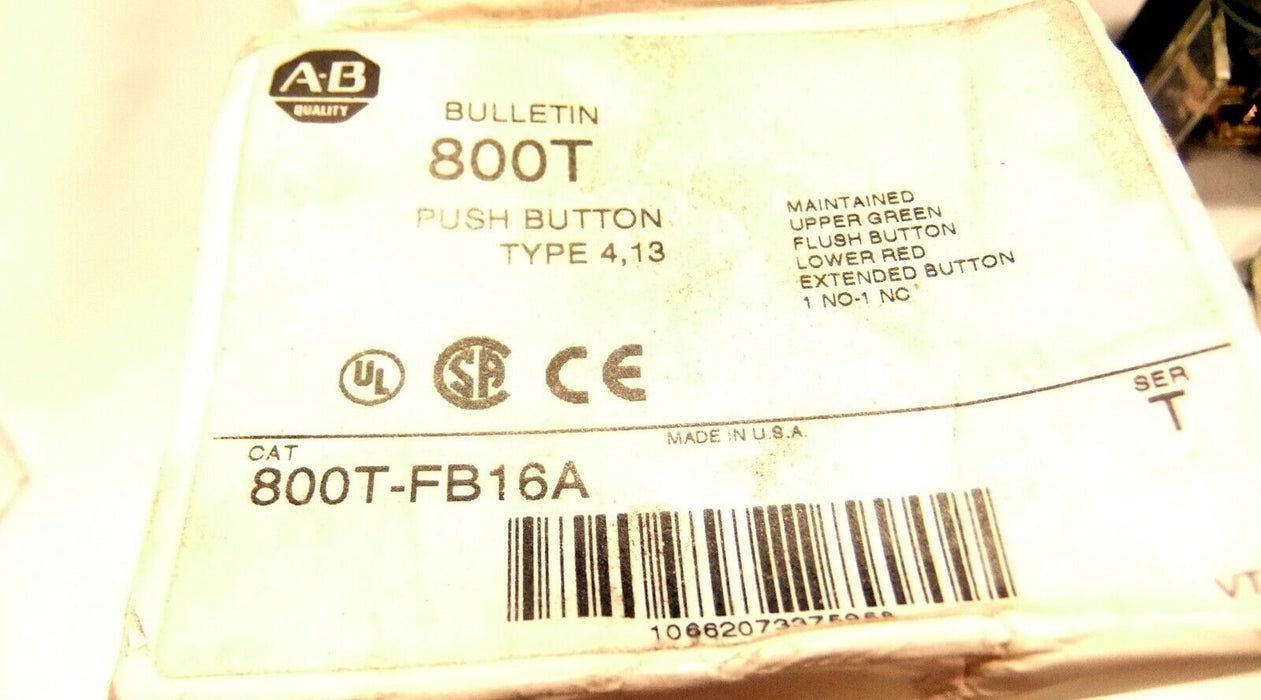 A-B
QUALITY
BULLETIN
800T
PUSH BUTTON
TYPE 4,13
MAINTAINED
UPPER GREEN
FLUSH BUTTON
LOWER RED
EXTENDED BUTTON
1 NO-1 NC
UL
CSA
CE
SER
T
MADE IN U.S.A.
CAT
800T-FB16A